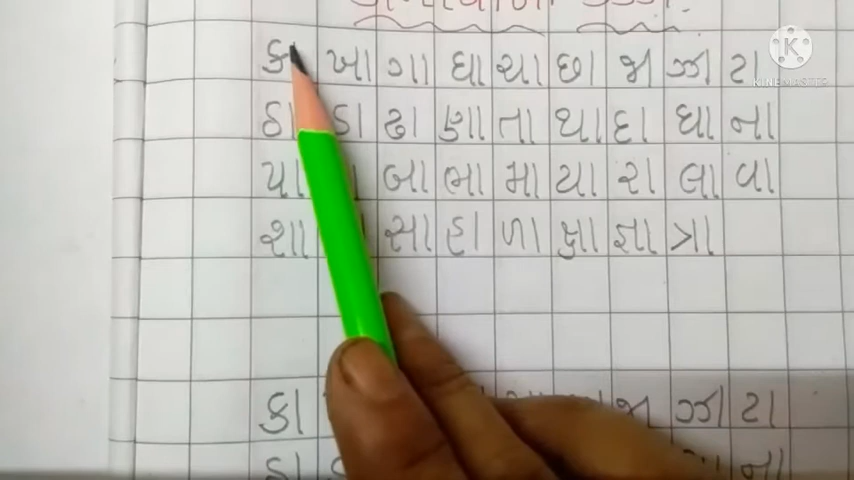 કા ખા ગા ઘા ચા છા જા ઝા ટા
ઠા ડા ઢા ણા તા થા દા ધા ના
પા બા ભા મા યા રા લા વા
શા સા હા ળા ક્ષા જ્ઞા ત્રા
કા જા ઝા ટા
ઠા ના
KINEMASTER